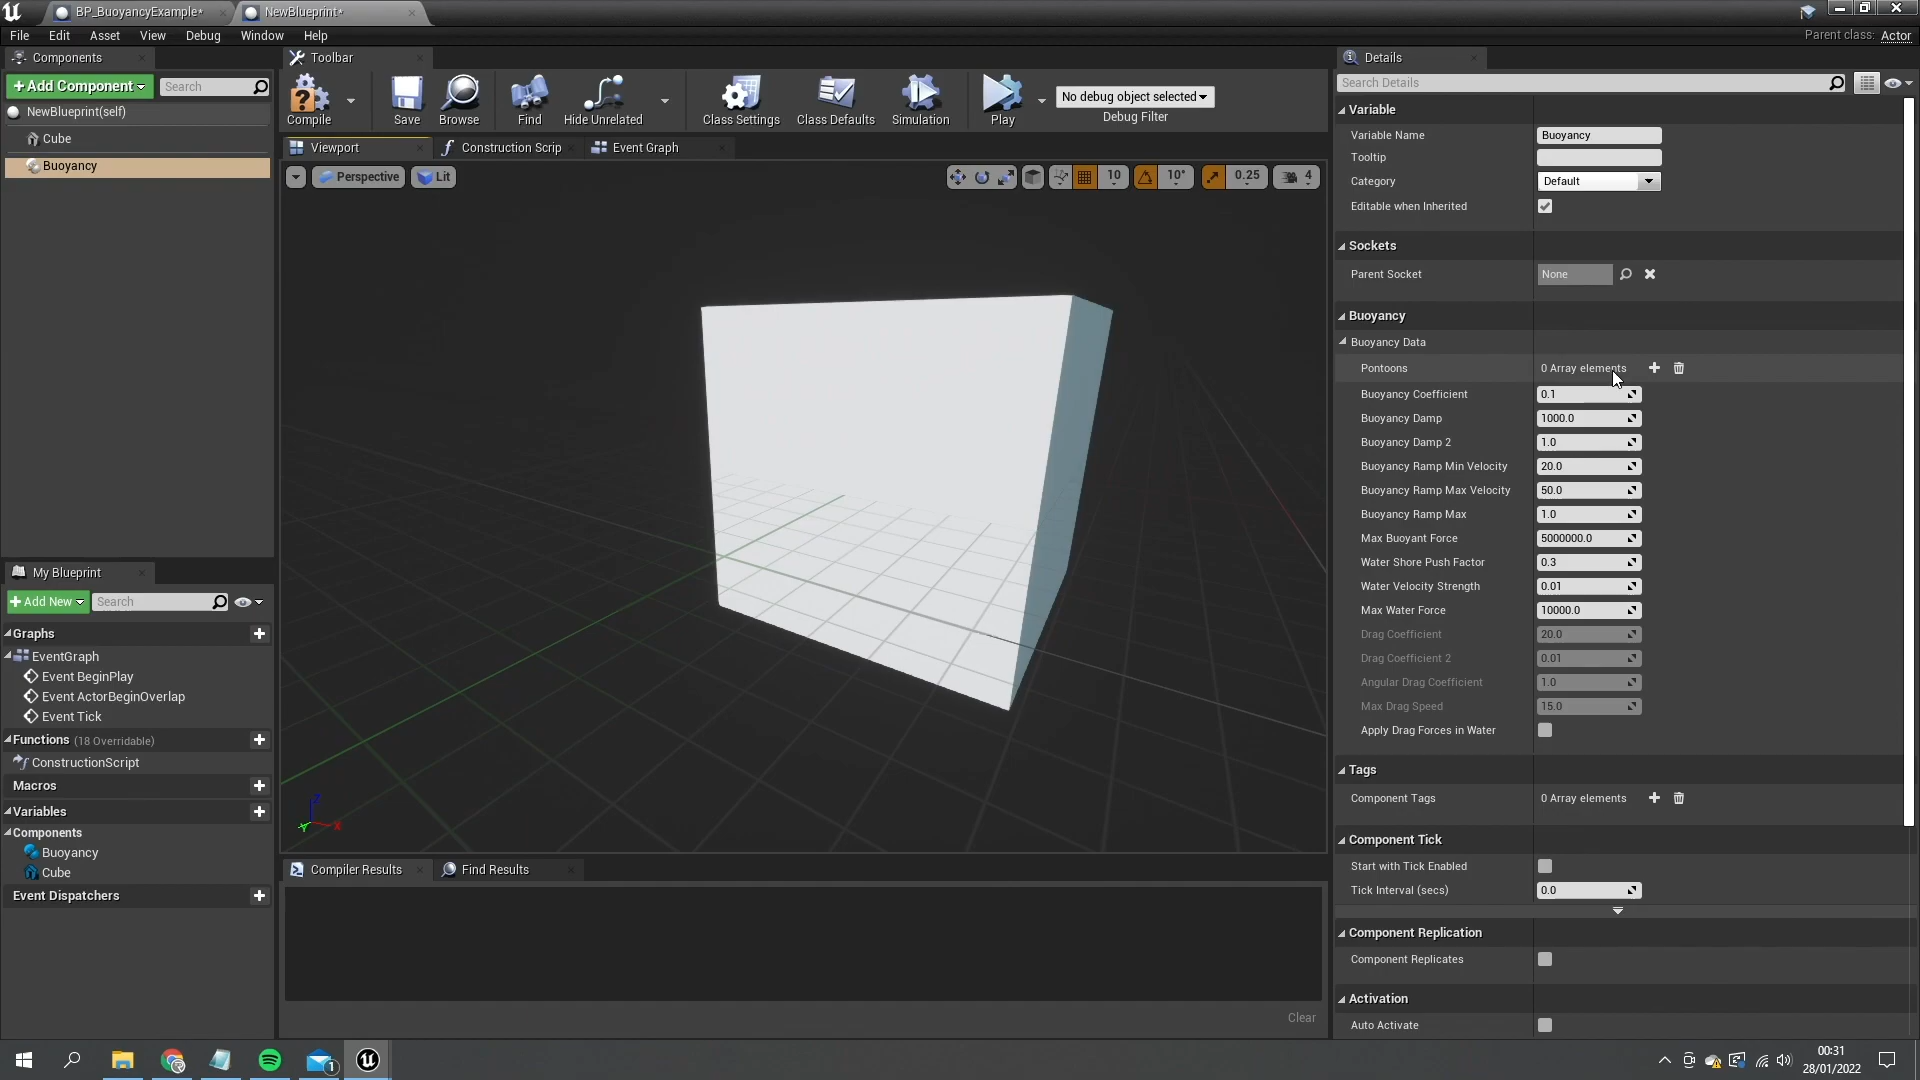 BP_BuoyancyExample*
NewBlueprint*
File Edit Asset View Debug Window Help
Parent class: Actor
Components
+Add Component
Search
NewBlueprint(self)
Cube
Buoyancy
Toolbar
Compile
Save
Browse
Find
Hide Unrelated
Class Settings
Class Defaults
Simulation
Play
No debug object selected
Debug Filter
Viewport
Construction Scrip
Event Graph
Perspective
Lit
10
10°
0.25
4
Z
Y
X
Compiler Results
Find Results
Clear
My Blueprint
+Add New
Search
Graphs
EventGraph
Event BeginPlay
Event ActorBeginOverlap
Event Tick
Functions (18 Overridable)
ConstructionScript
Macros
Variables
Components
Buoyancy
Cube
Event Dispatchers
Details
Search Details
Variable
Variable Name Buoyancy
Tooltip
Category Default
Editable when Inherited
Sockets
Parent Socket None
Buoyancy
Buoyancy Data
Pontoons 0 Array elements
Buoyancy Coefficient 0.1
Buoyancy Damp 1000.0
Buoyancy Damp 2 1.0
Buoyancy Ramp Min Velocity 20.0
Buoyancy Ramp Max Velocity 50.0
Buoyancy Ramp Max 1.0
Max Buoyant Force 5000000.0
Water Shore Push Factor 0.3
Water Velocity Strength 0.01
Max Water Force 10000.0
Drag Coefficient 20.0
Drag Coefficient 2 0.01
Angular Drag Coefficient 1.0
Max Drag Speed 15.0
Apply Drag Forces in Water
Tags
Component Tags 0 Array elements
Component Tick
Start with Tick Enabled
Tick Interval (secs) 0.0
Component Replication
Component Replicates
Activation
Auto Activate
1
00:31
28/01/2022